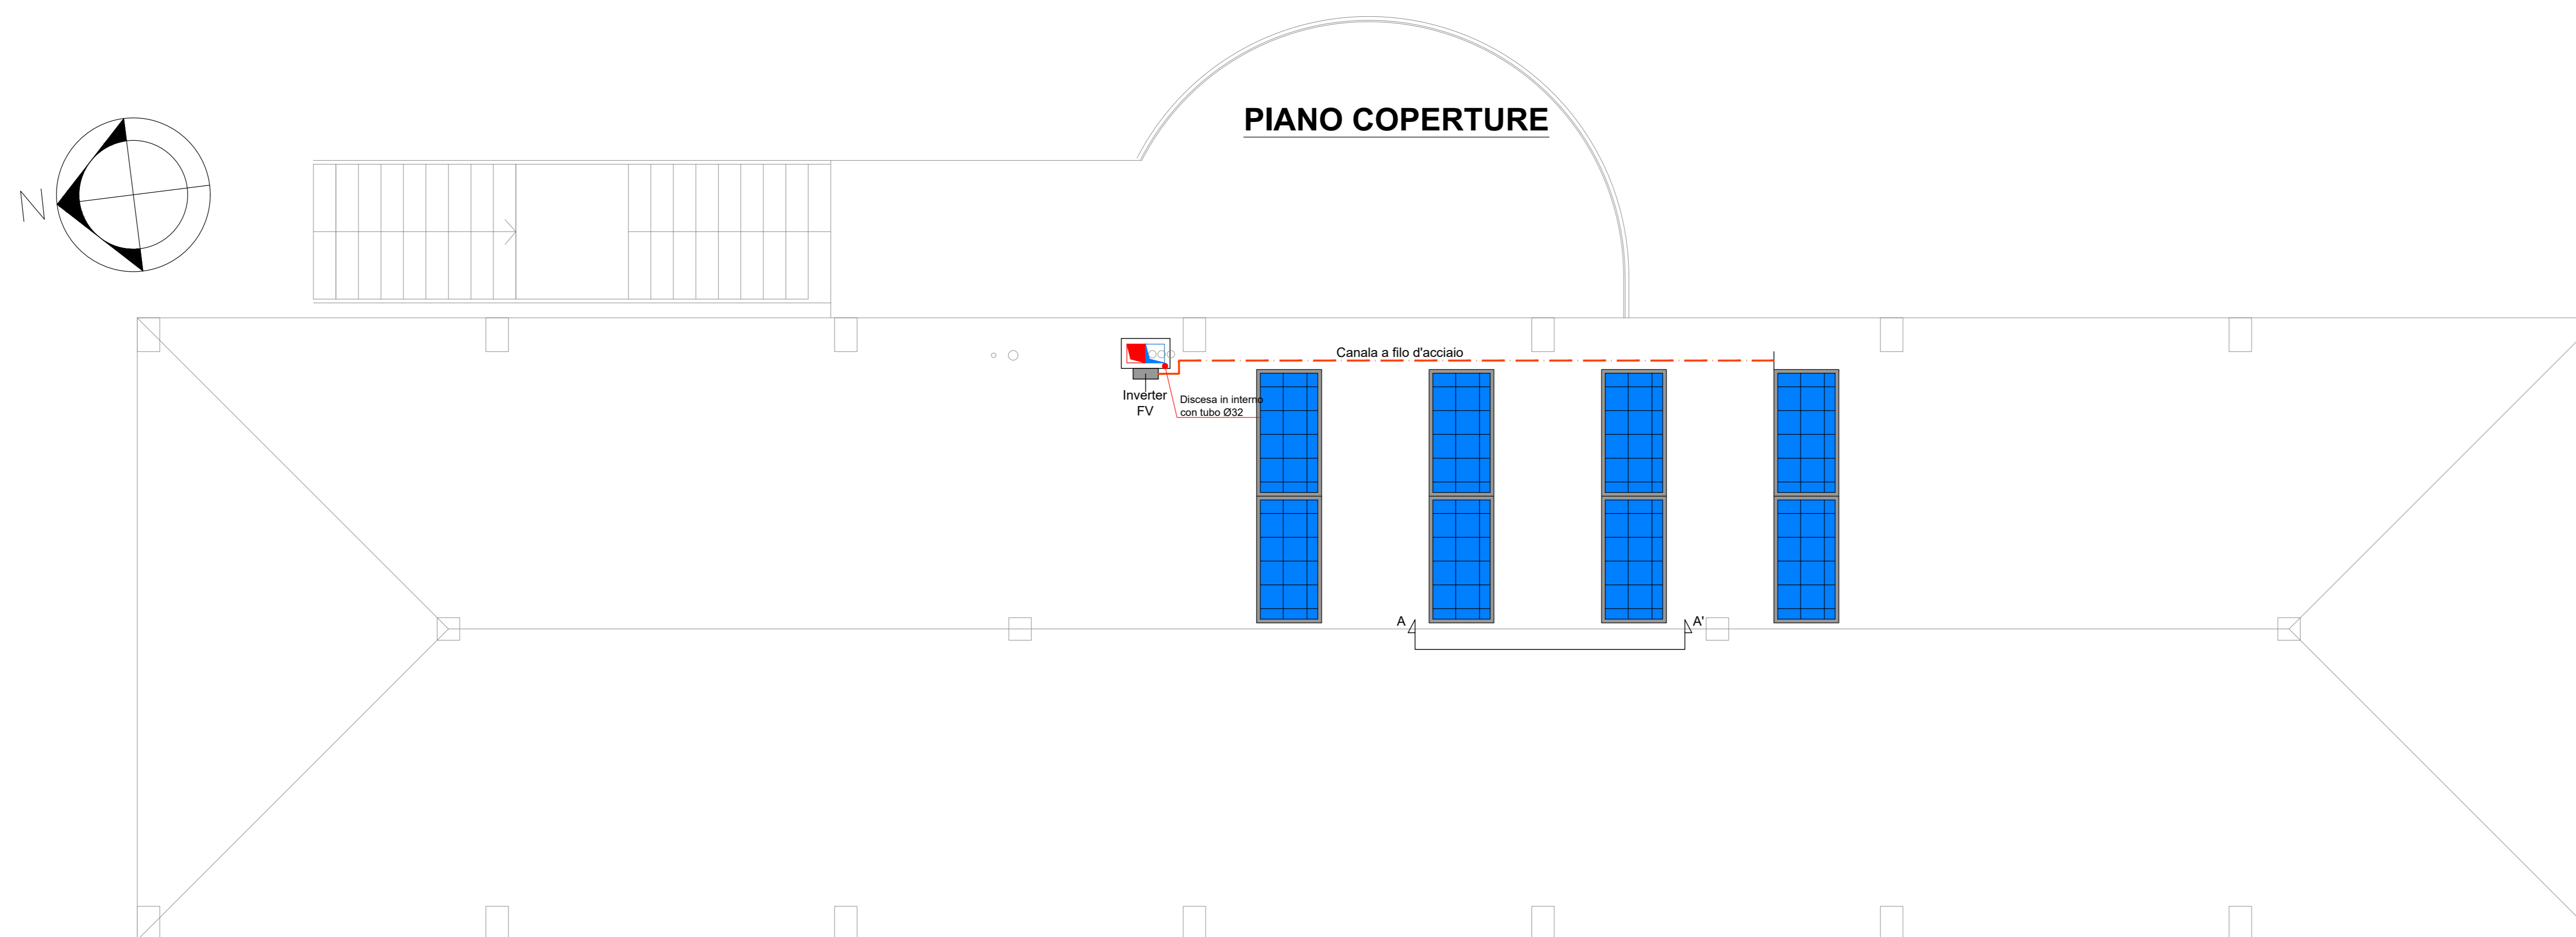 PIANO COPERTURE
N
Canala a filo d'acciaio
Inverter
FV
Discesa in interno
con tubo Ø32
A
A'